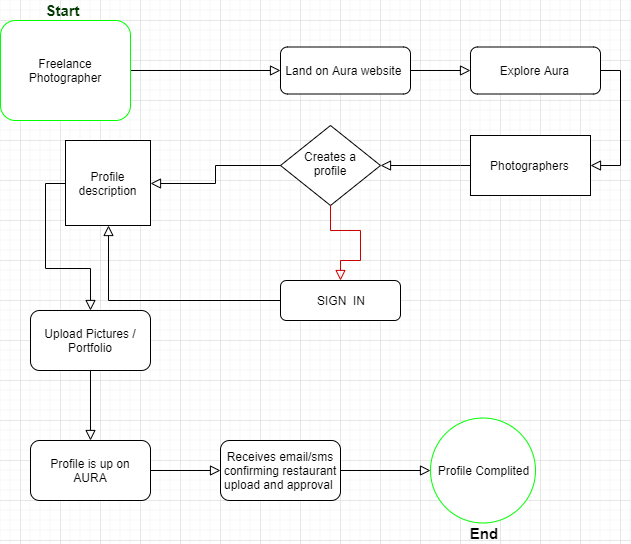 Start
Freelance
Photographer
Land on Aura website
Explore Aura
Photographers
Creates a
profile
Profile
description
SIGN IN
Upload Pictures /
Portfolio
Profile is up on
AURA
Receives email/sms
confirming restaurant
upload and approval
Profile Complited
End